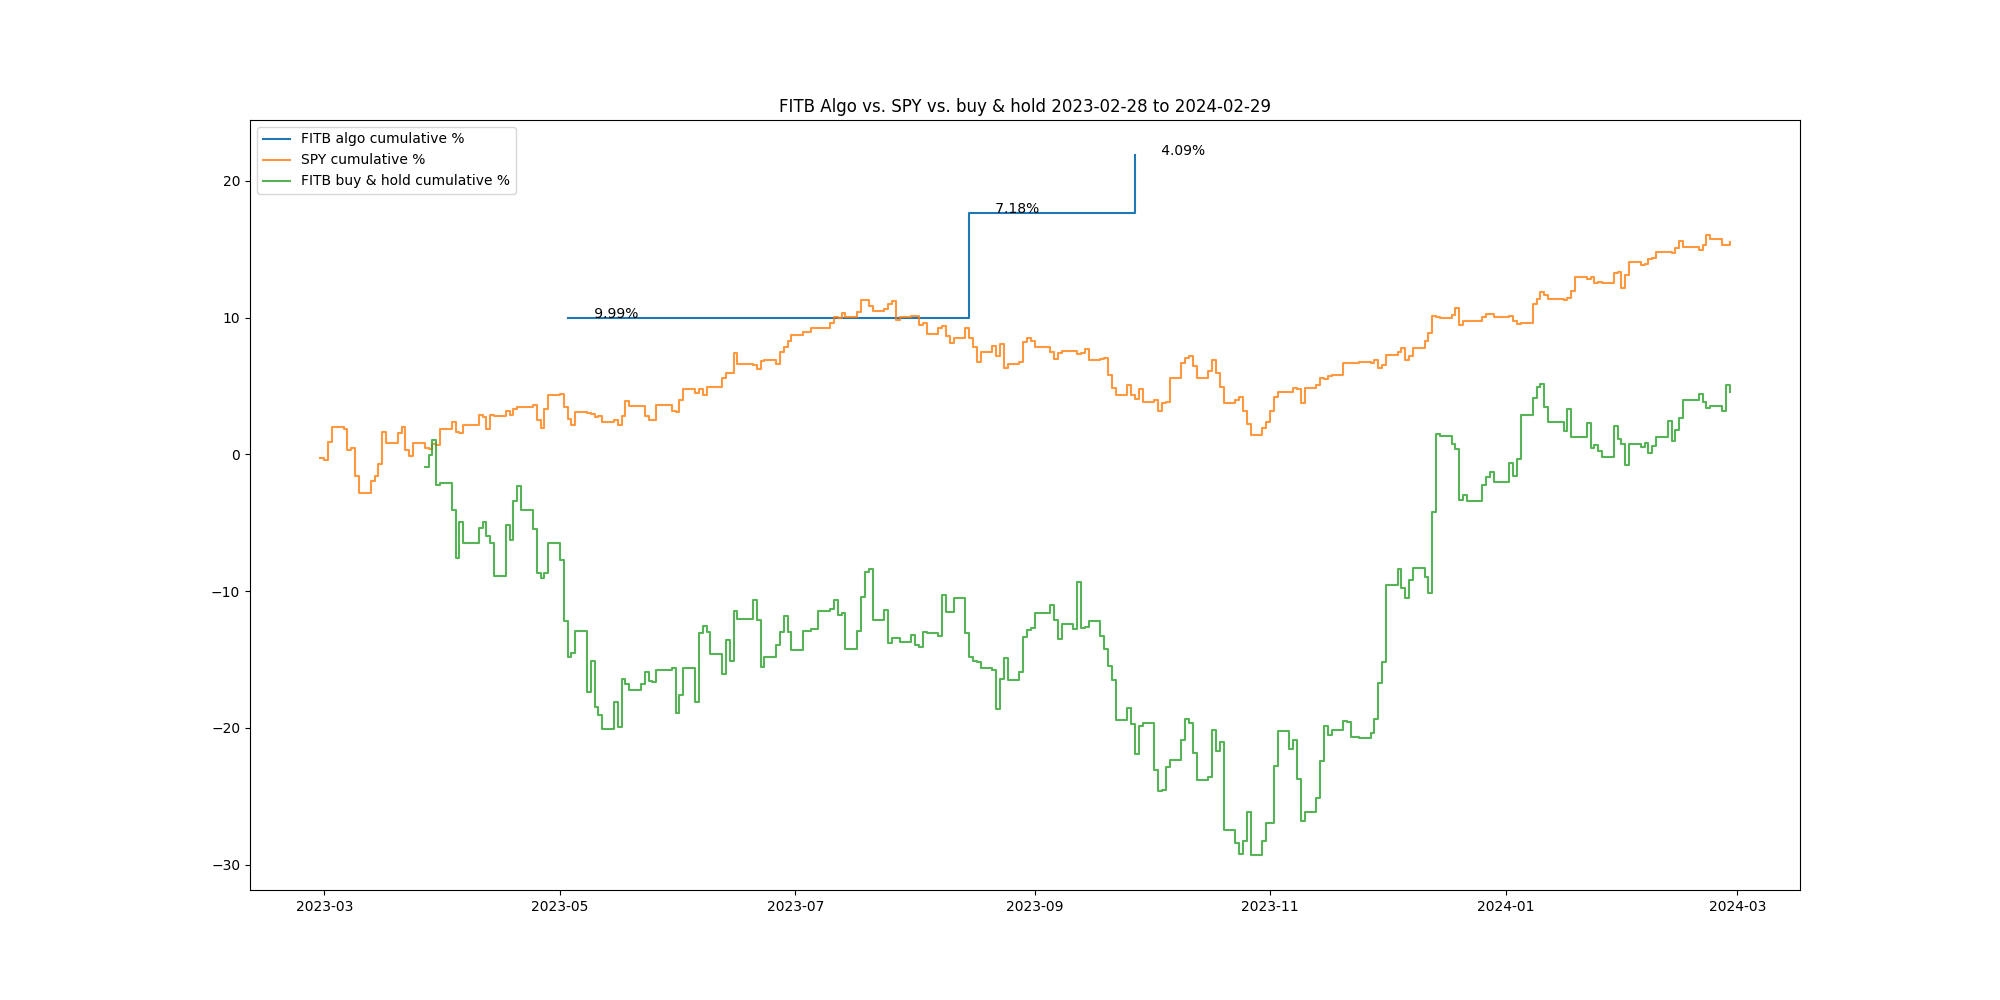 FITB Algo vs. SPY vs. buy & hold 2023-02-28 to 2024-02-29
FITB algo cumulative %
SPY cumulative %
FITB buy & hold cumulative %
4.09%
7.18%
9.99%
20
10
0
−10
−20
−30
2023-03 2023-05 2023-07 2023-09 2023-11 2024-01 2024-03